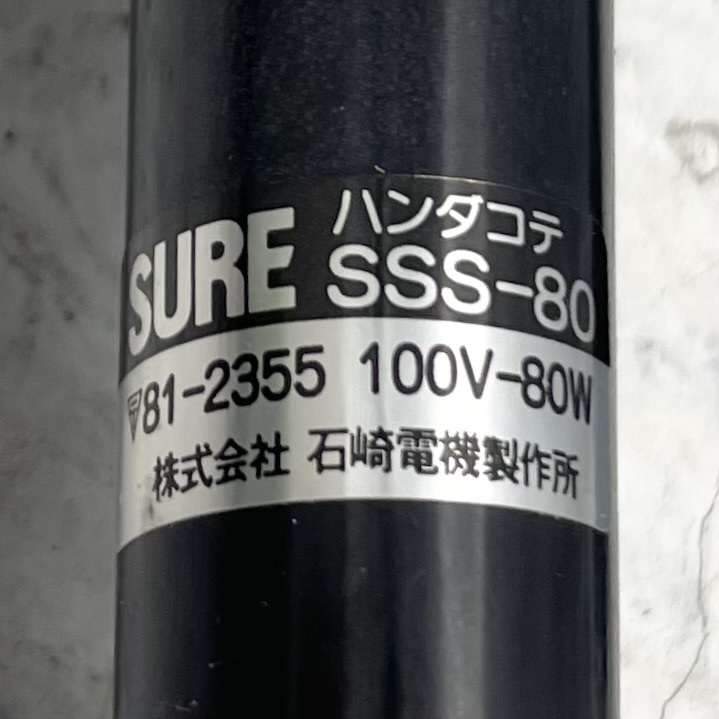 SURE ハンダコテ
SSS-80
81-2355 100V-80W
株式会社 石崎電機製作所